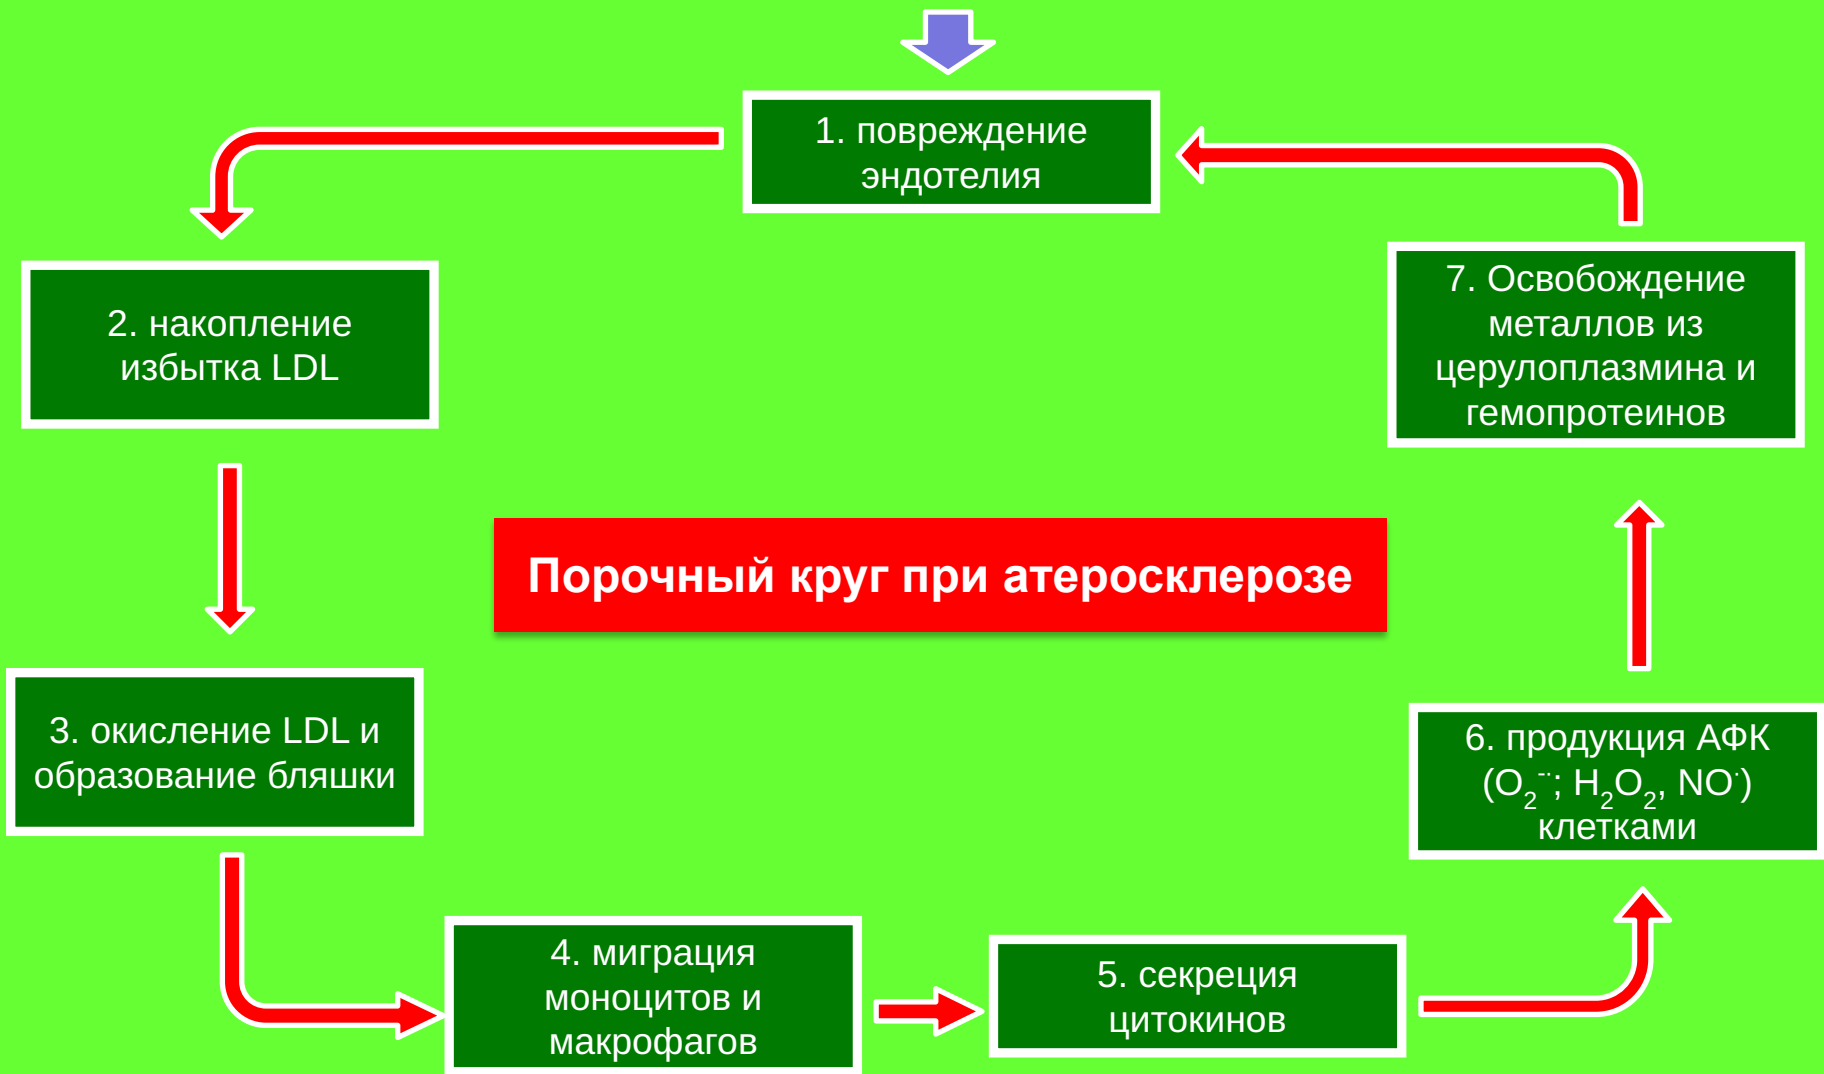 1. повреждение
эндотелия
2. накопление
избытка LDL
3. окисление LDL и
образование бляшки
4. миграция
моноцитов и
макрофагов
5. секреция
цитокинов
6. продукция АФК
(O₂⁻˙; H₂O₂, NO˙)
клетками
7. Освобождение
металлов из
церулоплазмина и
гемопротеинов
Порочный круг при атеросклерозе